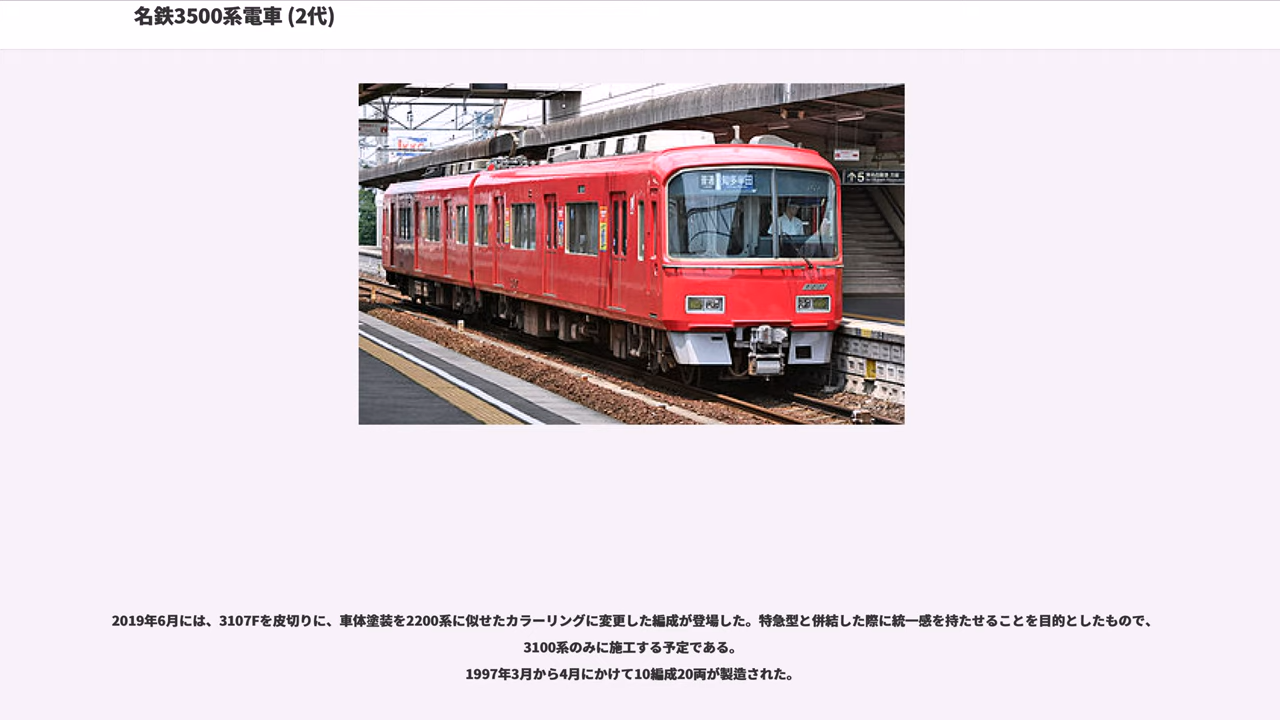 名鉄3500系電車 (2代)
普通 知多半田
5
2019年6月には、3107Fを皮切りに、車体塗装を2200系に似せたカラーリングに変更した編成が登場した。特急型と併結した際に統一感を持たせることを目的としたもので、
3100系のみに施工する予定である。
1997年3月から4月にかけて10編成20両が製造された。